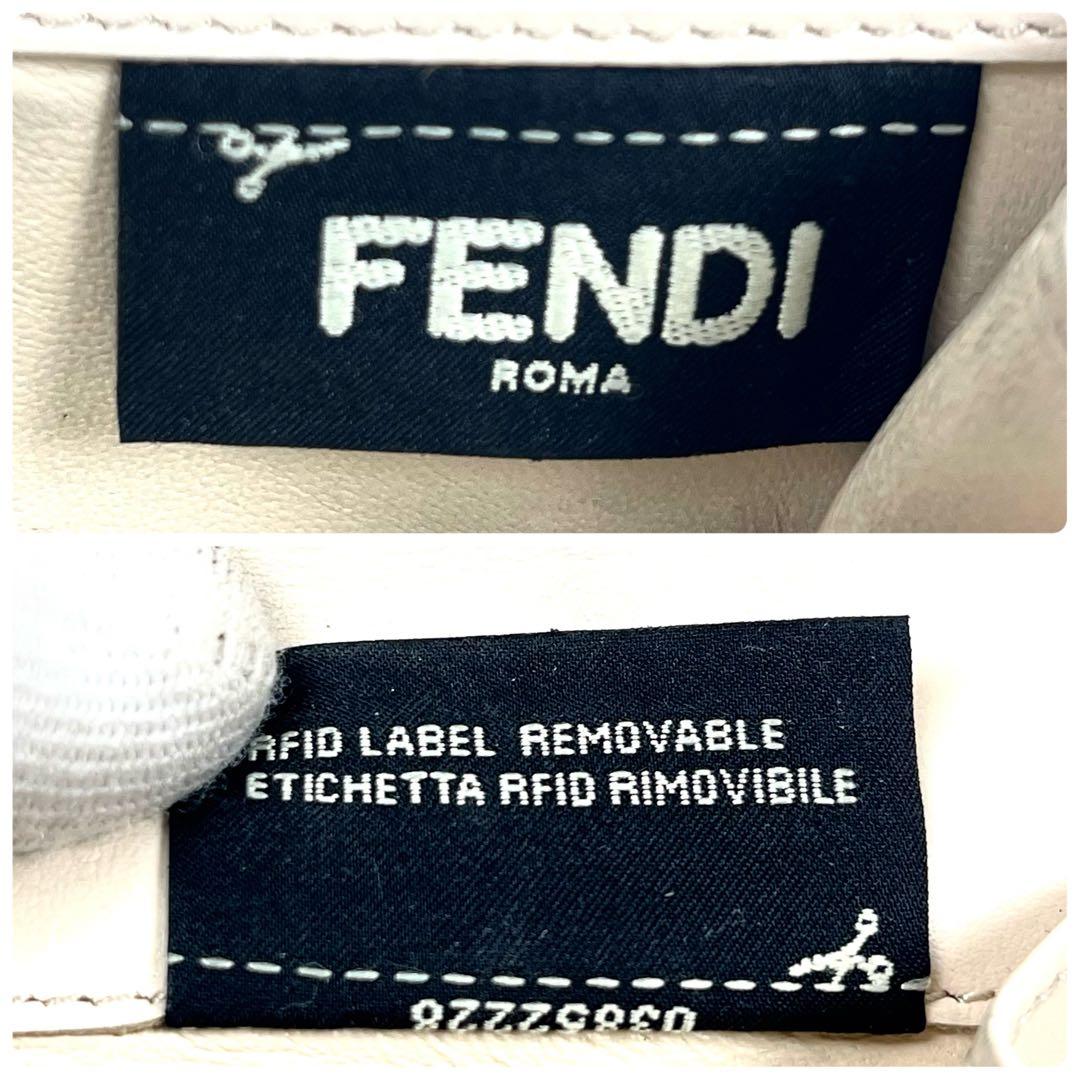 FENDI
ROMA
RFID LABEL REMOVABLE
ETICHETTA RFID RIMOVIBILE